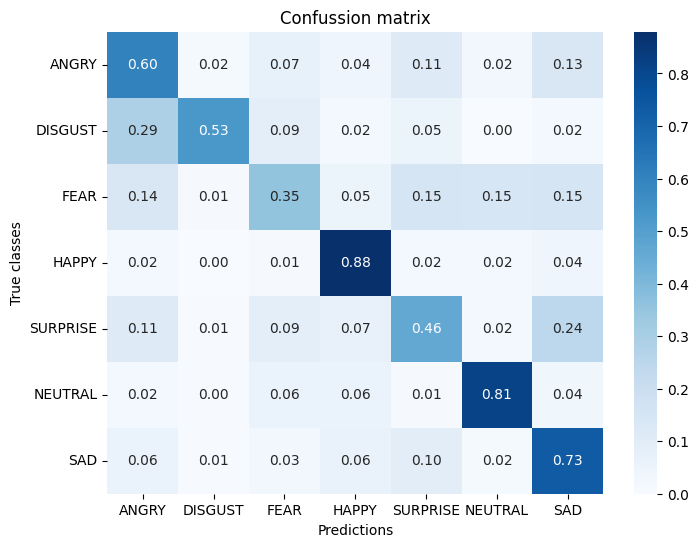 Confussion matrix
ANGRY 0.60 0.02 0.07 0.04 0.11 0.02 0.13
DISGUST 0.29 0.53 0.09 0.02 0.05 0.00 0.02
FEAR 0.14 0.01 0.35 0.05 0.15 0.15 0.15
HAPPY 0.02 0.00 0.01 0.88 0.02 0.02 0.04
SURPRISE 0.11 0.01 0.09 0.07 0.46 0.02 0.24
NEUTRAL 0.02 0.00 0.06 0.06 0.01 0.81 0.04
SAD 0.06 0.01 0.03 0.06 0.10 0.02 0.73
ANGRY DISGUST FEAR HAPPY SURPRISE NEUTRAL SAD
Predictions
True classes
0.8
0.7
0.6
0.5
0.4
0.3
0.2
0.1
0.0